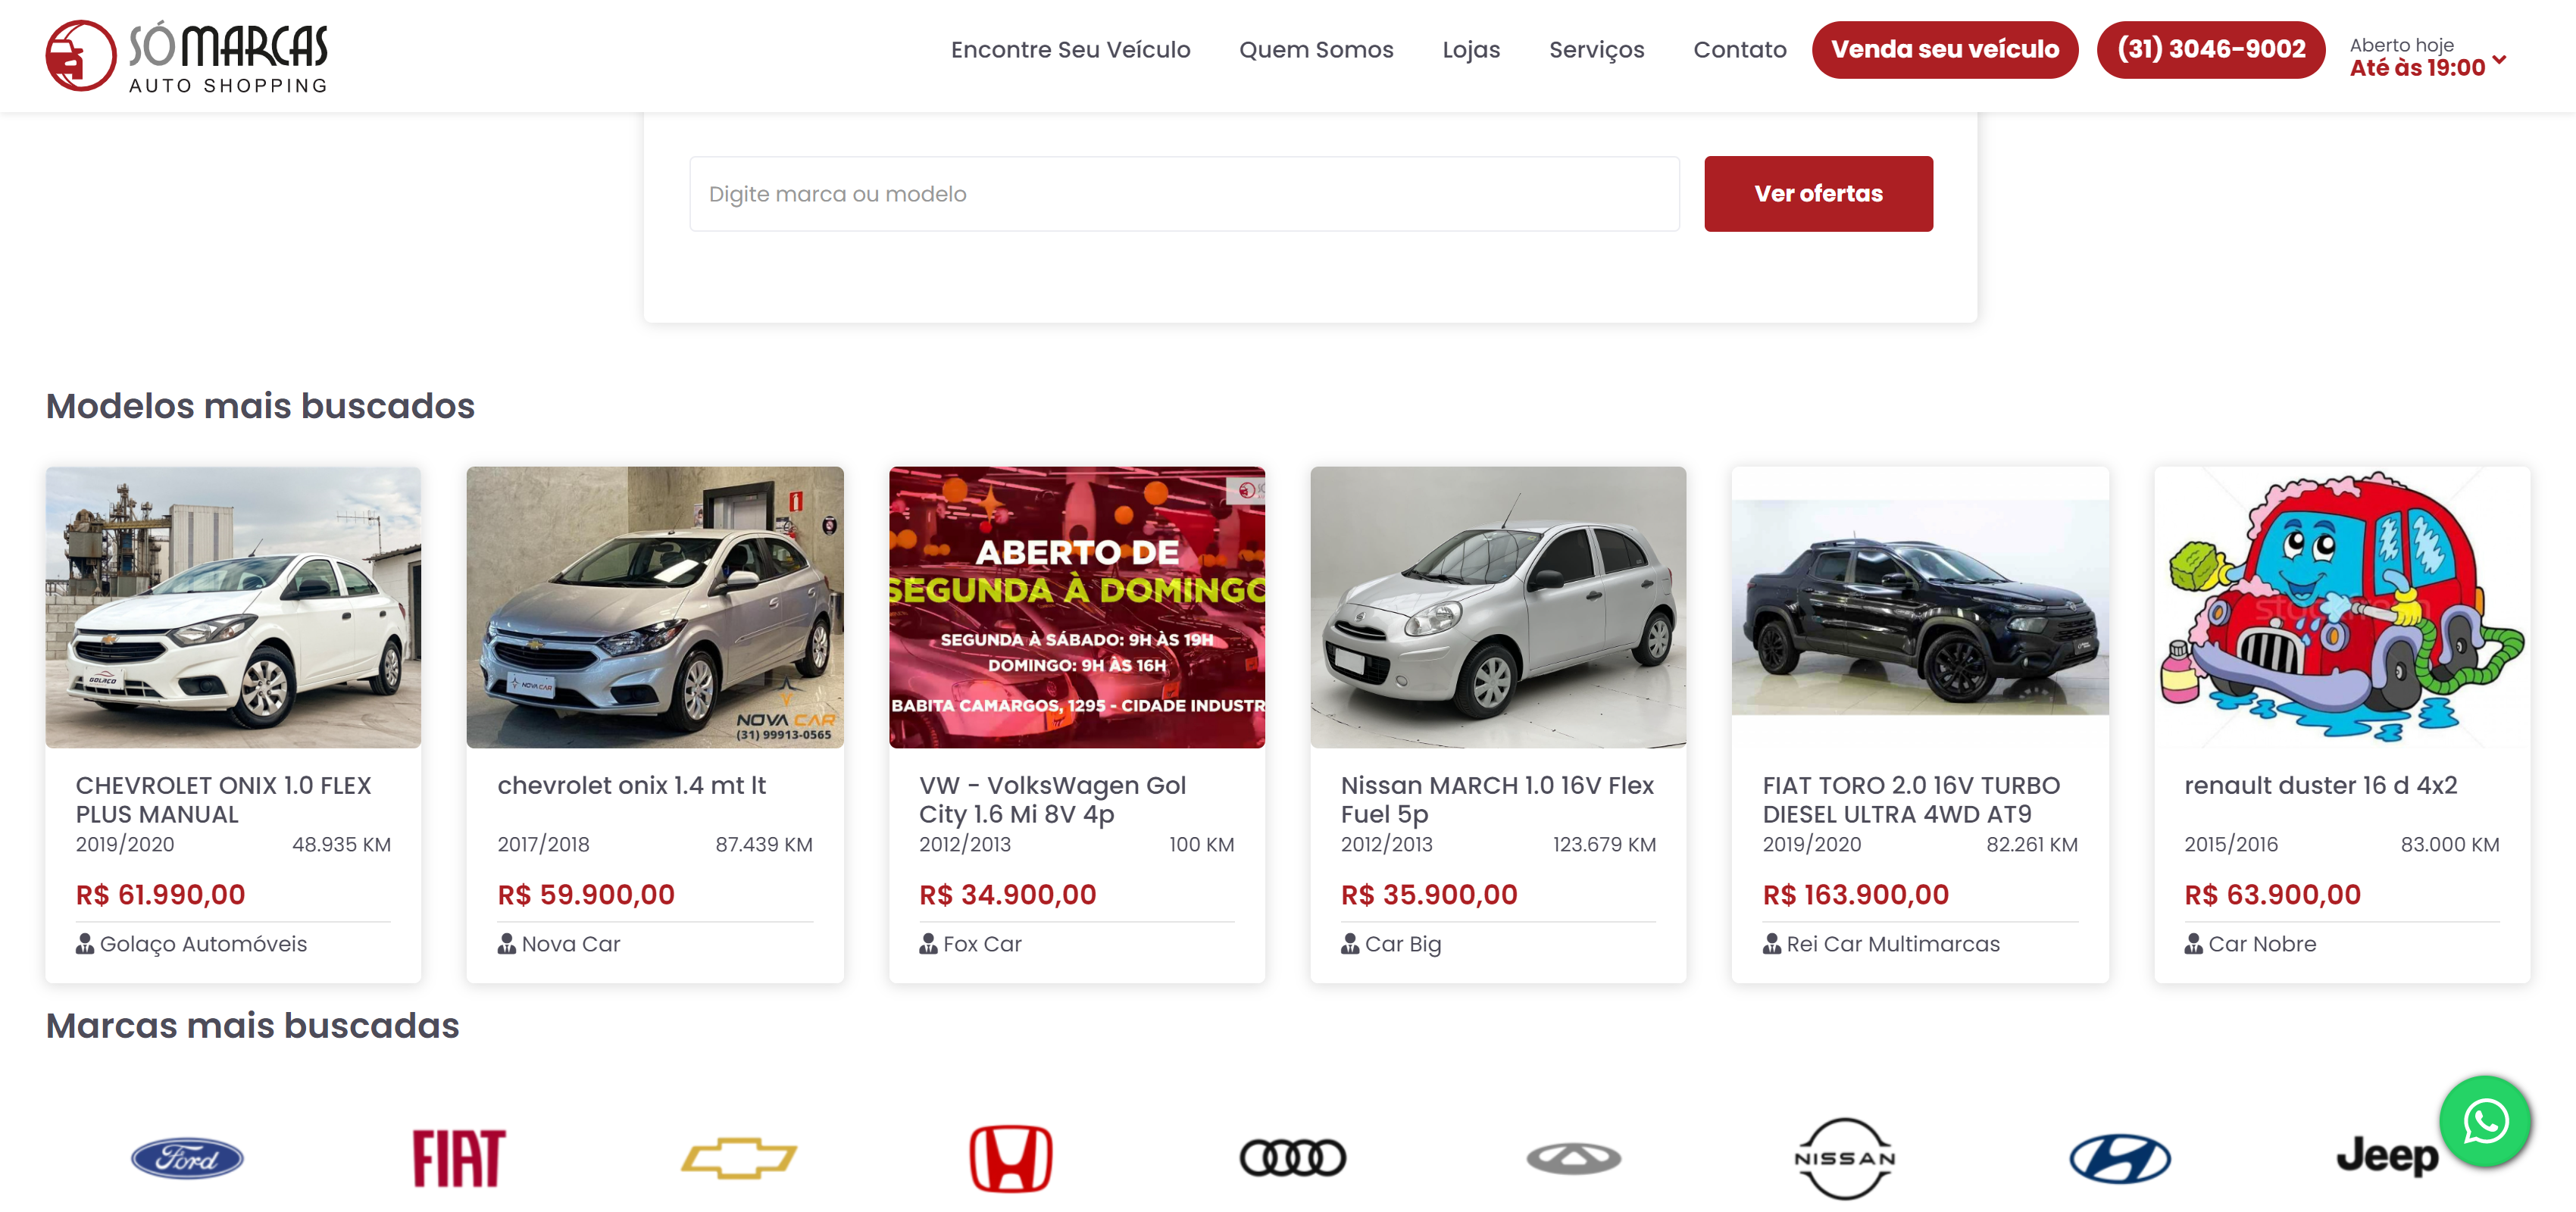 SÓ MARCAS
AUTO SHOPPING
Encontre Seu Veículo
Quem Somos
Lojas
Serviços
Contato
Venda seu veículo
(31) 3046-9002
Aberto hoje
Até às 19:00
Digite marca ou modelo
Ver ofertas
Modelos mais buscados
GOLAÇO
CHEVROLET ONIX 1.0 FLEX
PLUS MANUAL
2019/2020 48.935 KM
R$ 61.990,00
Golaço Automóveis
NOVA CAR
NOVA CAR
(31) 99913-0565
chevrolet onix 1.4 mt lt
2017/2018 87.439 KM
R$ 59.900,00
Nova Car
ABERTO DE
SEGUNDA À DOMINGO
SEGUNDA À SÁBADO: 9H ÀS 19H
DOMINGO: 9H ÀS 16H
BABITA CAMARGOS, 1295 - CIDADE INDUSTR
VW - VolksWagen Gol
City 1.6 Mi 8V 4p
2012/2013 100 KM
R$ 34.900,00
Fox Car
Nissan MARCH 1.0 16V Flex
Fuel 5p
2012/2013 123.679 KM
R$ 35.900,00
Car Big
FIAT TORO 2.0 16V TURBO
DIESEL ULTRA 4WD AT9
2019/2020 82.261 KM
R$ 163.900,00
Rei Car Multimarcas
renault duster 16 d 4x2
2015/2016 83.000 KM
R$ 63.900,00
Car Nobre
Marcas mais buscadas
Ford
FIAT
NISSAN
Jeep